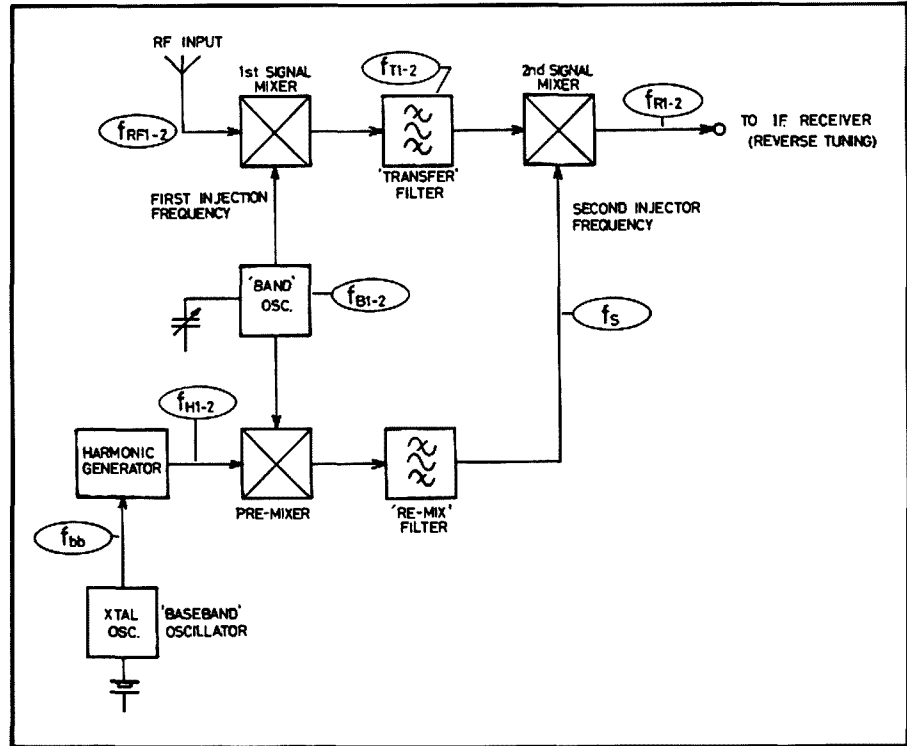 RF INPUT
1st SIGNAL
MIXER
fT1-2
2nd SIGNAL
MIXER
fR1-2
fRF1-2
TO IF RECEIVER
(REVERSE TUNING)
'TRANSFER'
FILTER
FIRST INJECTION
FREQUENCY
SECOND INJECTOR
FREQUENCY
'BAND'
OSC.
fB1-2
fS
fH1-2
HARMONIC
GENERATOR
PRE-MIXER
'RE-MIX'
FILTER
fbb
XTAL
OSC.
'BASEBAND'
OSCILLATOR